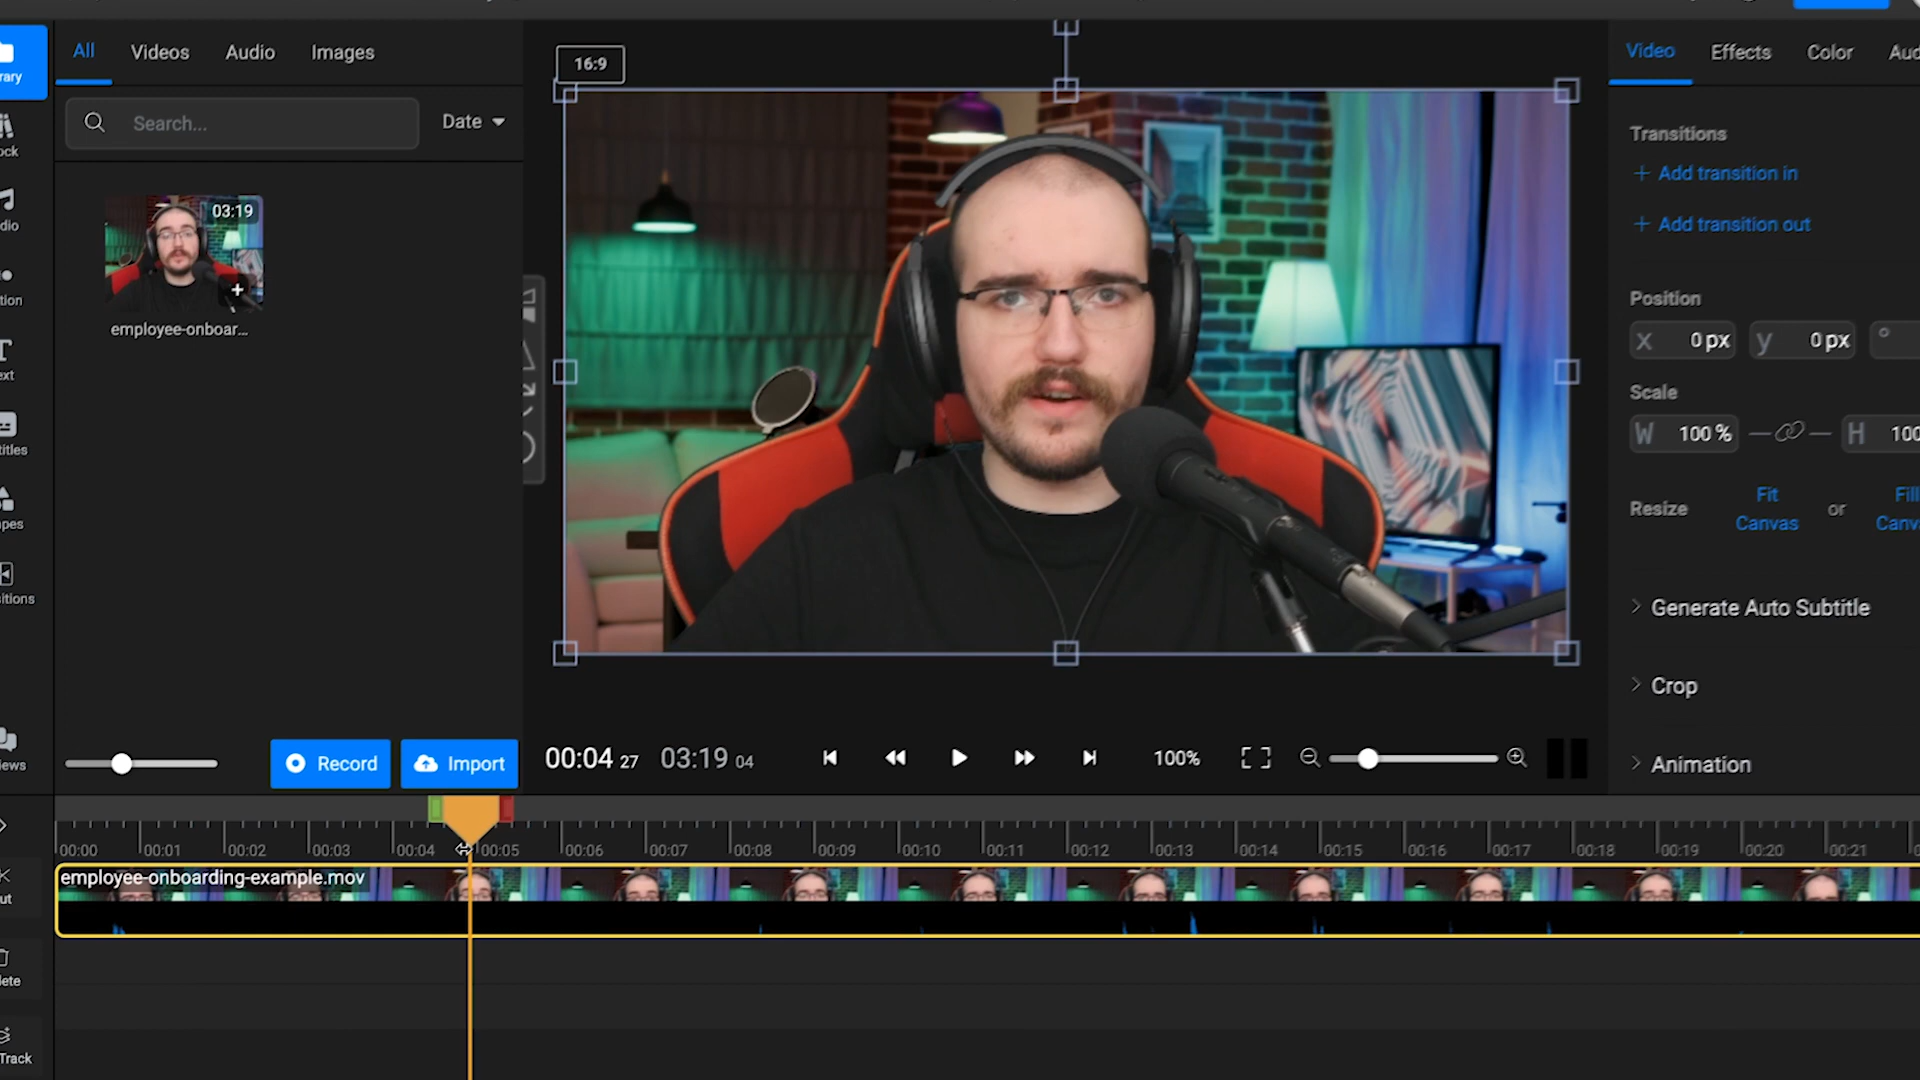 rary
All
Videos
Audio
Images
16:9
Video
Effects
Color
Search...
Date
Transitions
+ Add transition in
+ Add transition out
03:19
employee-onboar...
Position
X 0 px
y 0 px
°
Scale
W 100 %
H 100
Resize
Fit
Canvas
or
Fill
Generate Auto Subtitle
Crop
Animation
Record
Import
00:04 27
03:19 04
100%
00:00
00:01
00:02
00:03
00:04
00:05
00:06
00:07
00:08
00:09
00:10
00:11
00:12
00:13
00:14
00:15
00:16
00:17
00:18
00:19
00:20
00:21
employee-onboarding-example.mov
Track